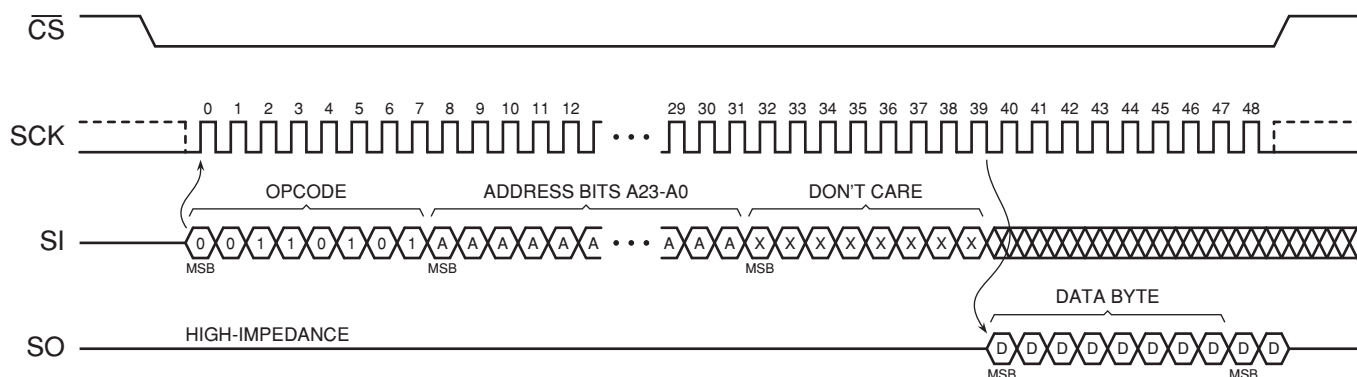 CS
0 1 2 3 4 5 6 7 8 9 10 11 12 29 30 31 32 33 34 35 36 37 38 39 40 41 42 43 44 45 46 47 48
SCK
OPCODE ADDRESS BITS A23-A0 DON'T CARE
SI 0 0 1 1 0 1 0 1 A A A A A A A A A X X X X X X X X
MSB MSB MSB
DATA BYTE
HIGH-IMPEDANCE
SO D D D D D D D D D D
MSB MSB